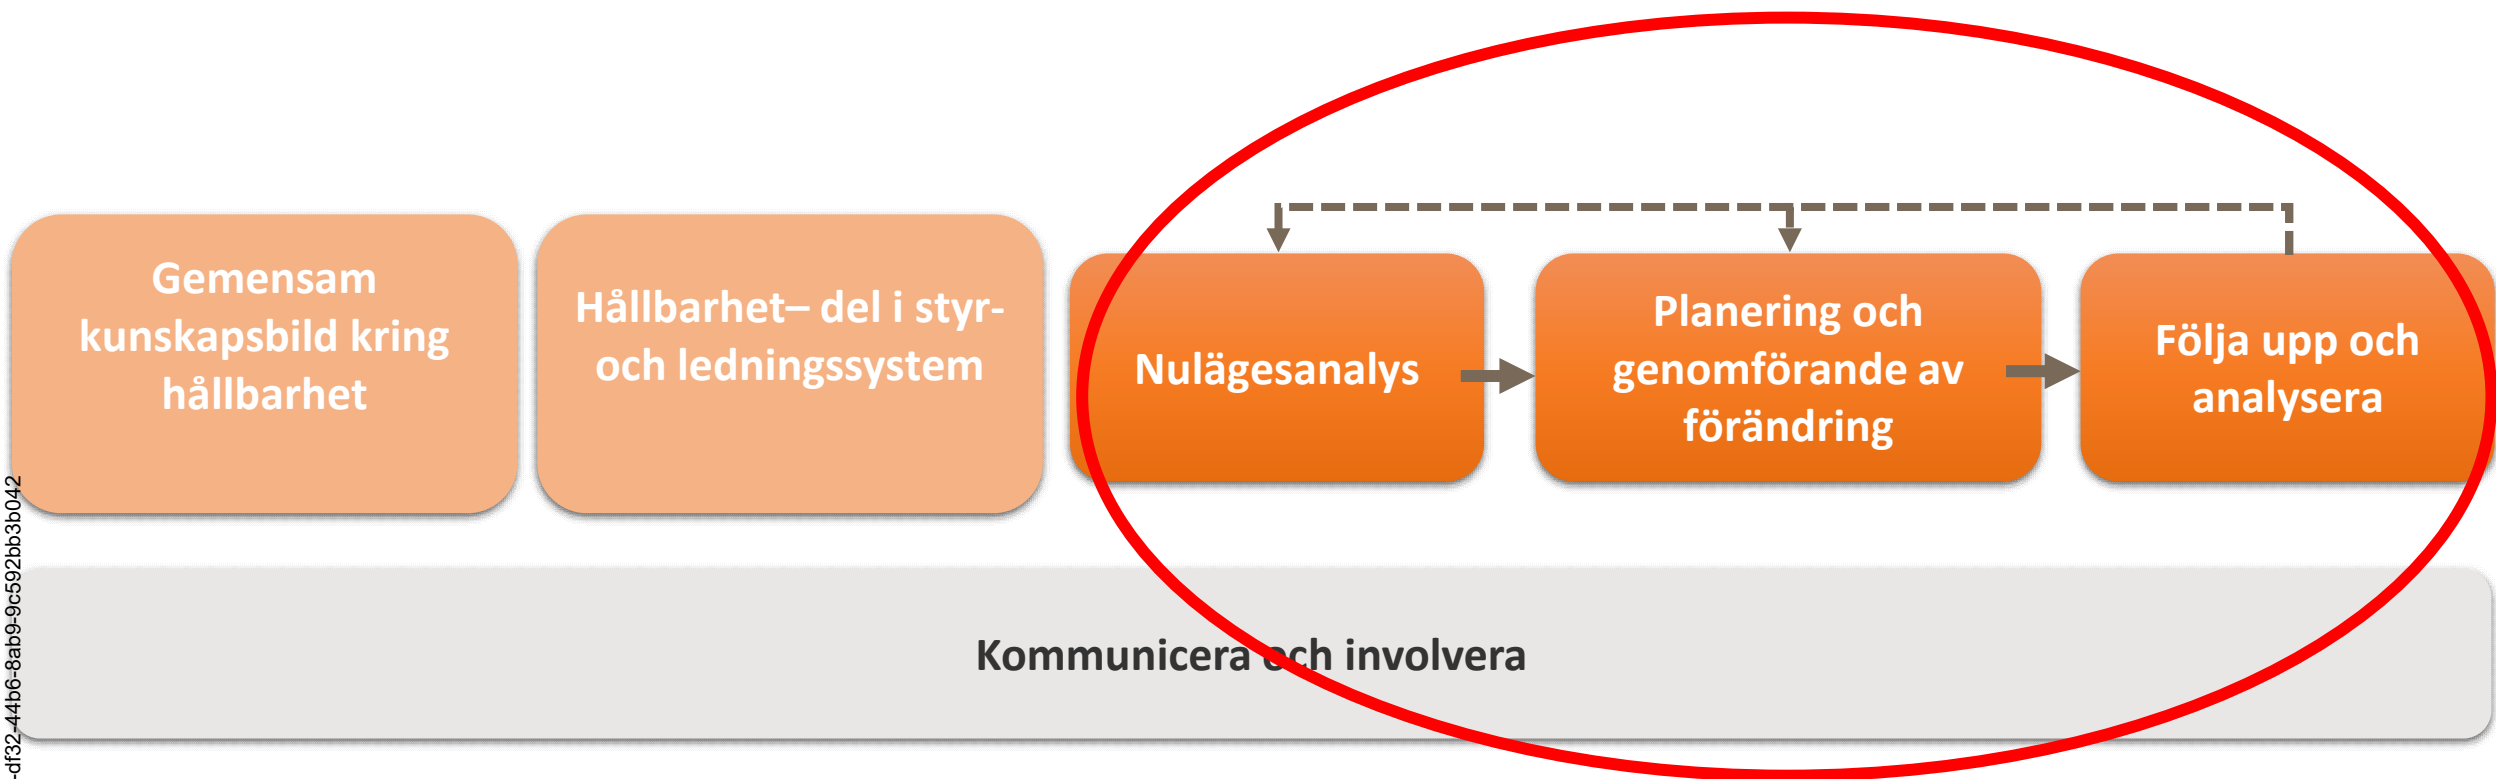 Gemensam
kunskapsbild kring
hållbarhet
Hållbarhet– del i styr-
och ledningssystem
Nulägesanalys
Planering och
genomförande av
förändring
Följa upp och
analysera
Kommunicera och involvera
-df32-44b6-8ab9-9c592bb3b042